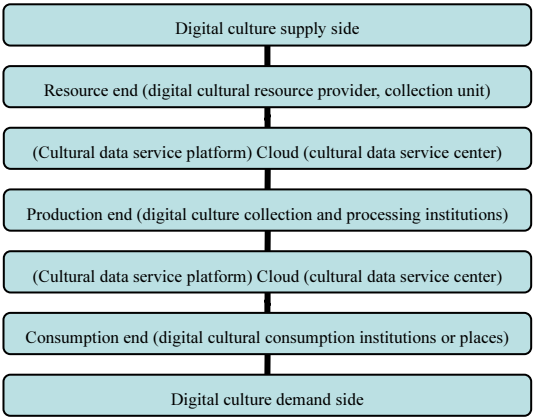 Digital culture supply side
Resource end (digital cultural resource provider, collection unit)
(Cultural data service platform) Cloud (cultural data service center)
Production end (digital culture collection and processing institutions)
(Cultural data service platform) Cloud (cultural data service center)
Consumption end (digital cultural consumption institutions or places)
Digital culture demand side